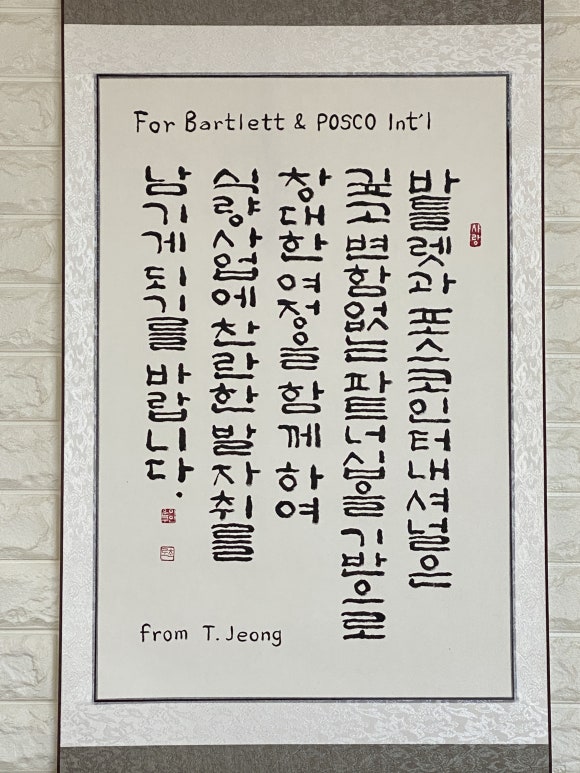 For Bartlett & POSCO Int'l
사랑
바틀렛과 포스코인터내셔널은
굳고 변함없는 파트너십을 기반으로
창대한 여정을 함께하여
식량사업에 찬란한 발자취를
남기게 되기를 바랍니다.
from T. Jeong